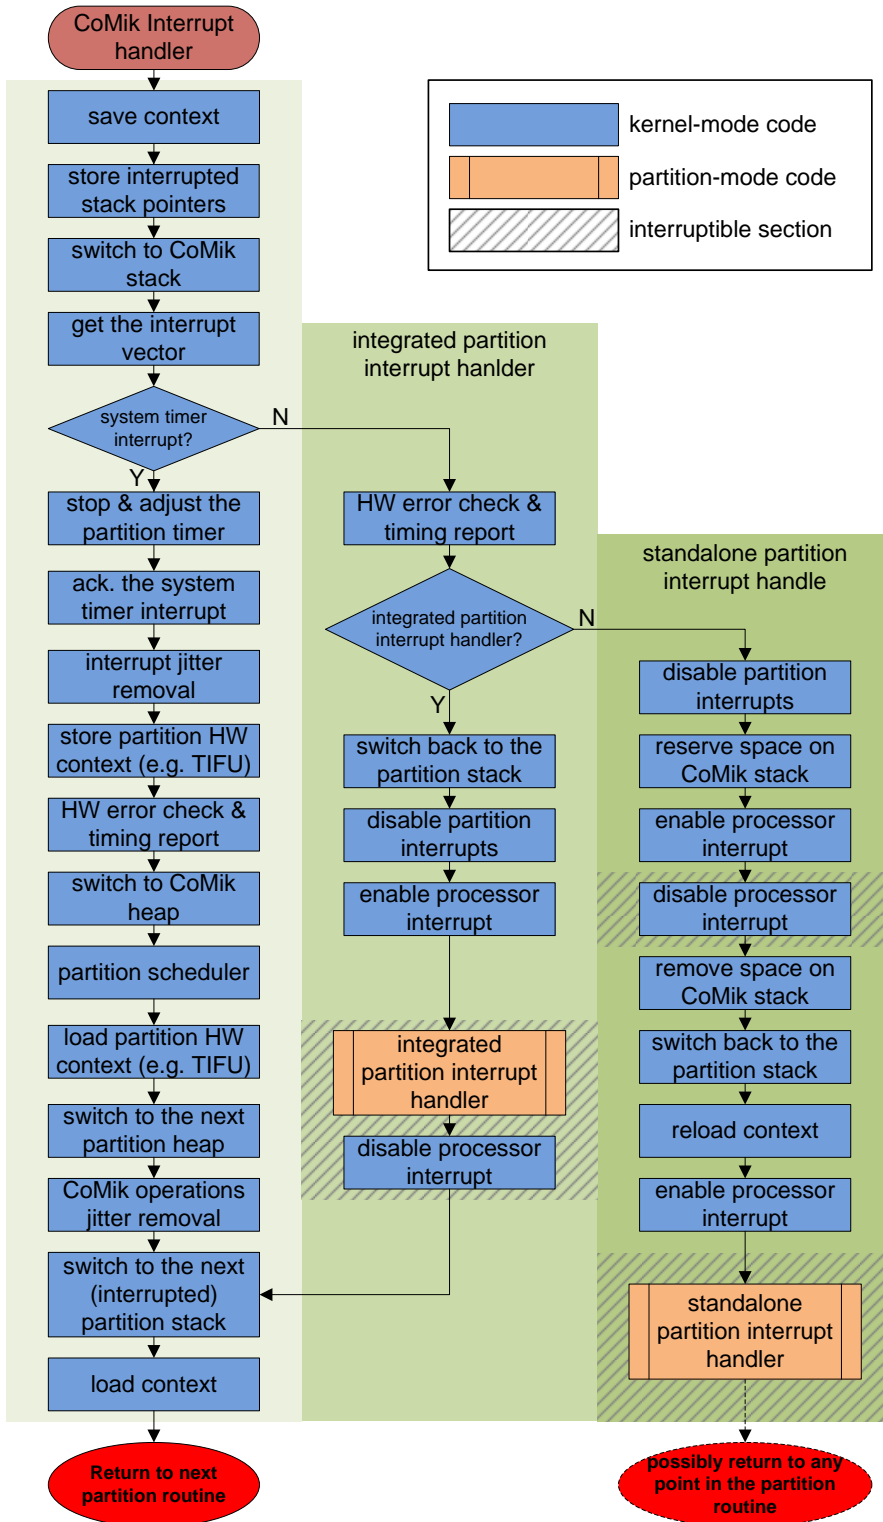 CoMik Interrupt
handler
save context
store interrupted
stack pointers
switch to CoMik
stack
get the interrupt
vector
system timer
interrupt?
N
Y
stop & adjust the
partition timer
ack. the system
timer interrupt
interrupt jitter
removal
store partition HW
context (e.g. TIFU)
HW error check &
timing report
switch to CoMik
heap
partition scheduler
load partition HW
context (e.g. TIFU)
switch to the next
partition heap
CoMik operations
jitter removal
switch to the next
(interrupted)
partition stack
load context
Return to next
partition routine
kernel-mode code
partition-mode code
interruptible section
integrated partition
interrupt hanlder
HW error check &
timing report
integrated partition
interrupt handler?
N
Y
switch back to the
partition stack
disable partition
interrupts
enable processor
interrupt
integrated
partition interrupt
handler
disable processor
interrupt
standalone partition
interrupt handle
disable partition
interrupts
reserve space on
CoMik stack
enable processor
interrupt
disable processor
interrupt
remove space on
CoMik stack
switch back to the
partition stack
reload context
enable processor
interrupt
standalone
partition interrupt
handler
possibly return to any
point in the partition
routine